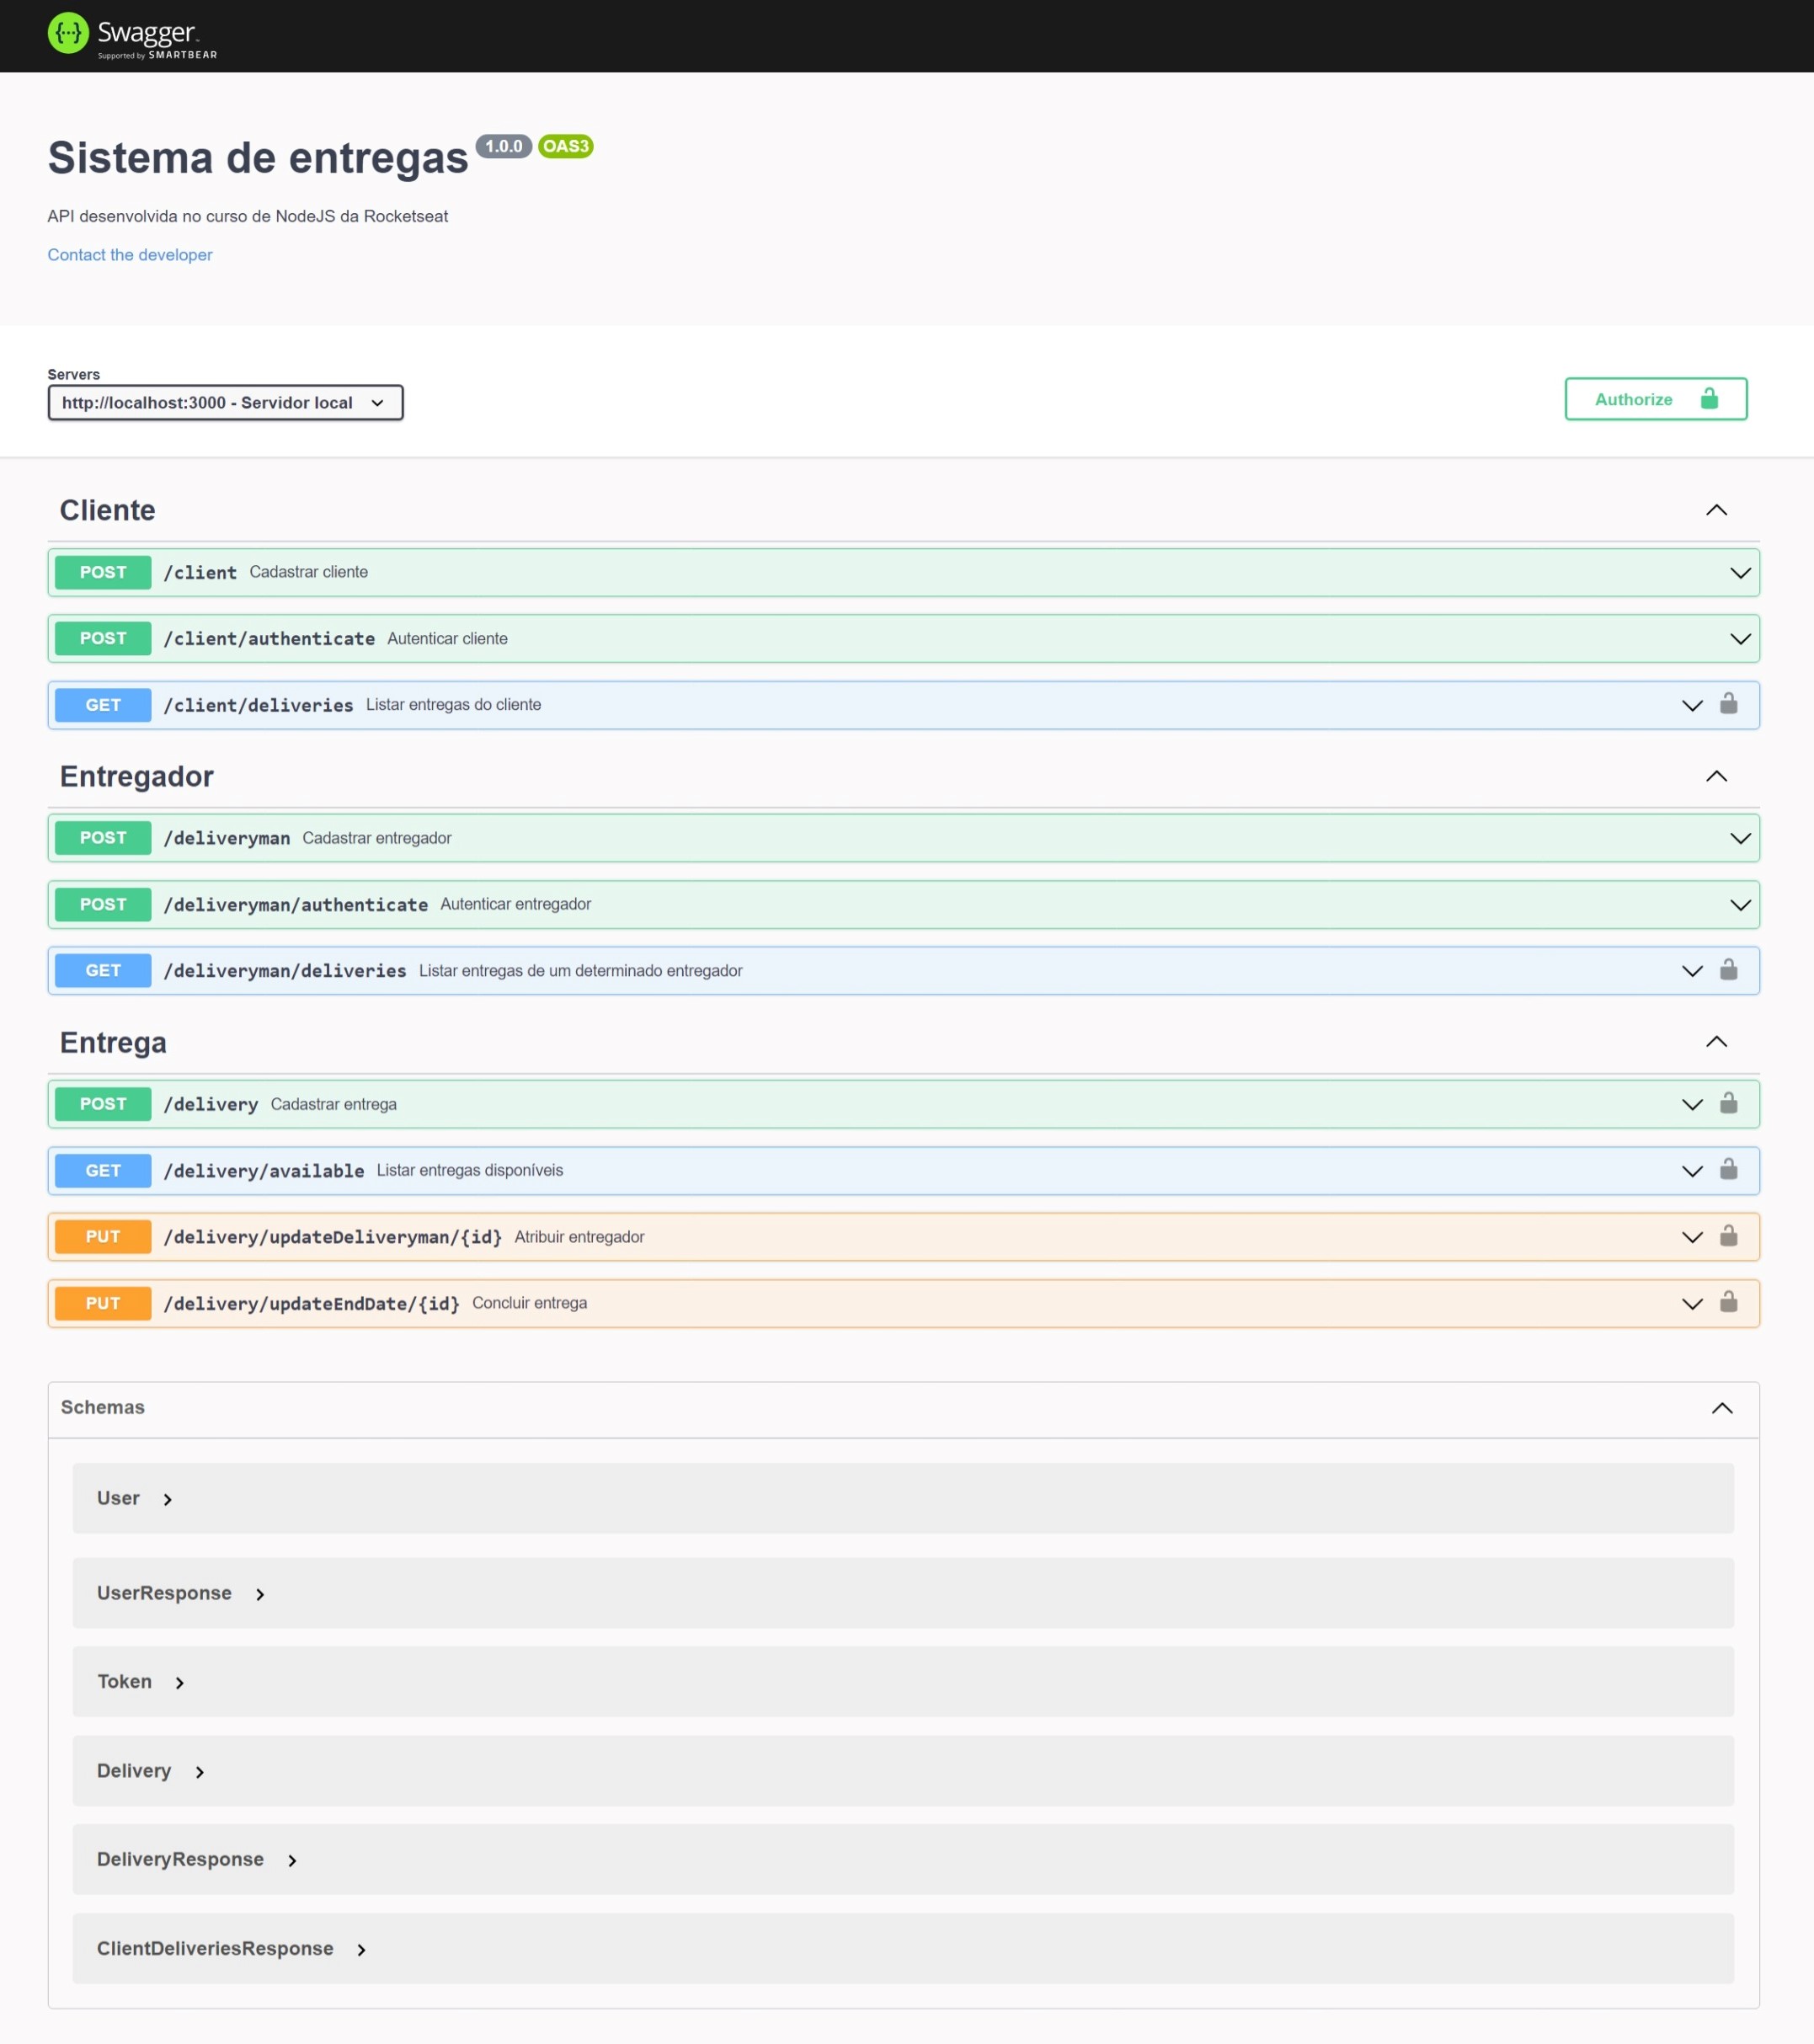 Swagger
Supported by SMARTBEAR
Sistema de entregas 1.0.0 OAS3
API desenvolvida no curso de NodeJS da Rocketseat
Contact the developer
Servers
http://localhost:3000 - Servidor local
Authorize
Cliente
POST /client Cadastrar cliente
POST /client/authenticate Autenticar cliente
GET /client/deliveries Listar entregas do cliente
Entregador
POST /deliveryman Cadastrar entregador
POST /deliveryman/authenticate Autenticar entregador
GET /deliveryman/deliveries Listar entregas de um determinado entregador
Entrega
POST /delivery Cadastrar entrega
GET /delivery/available Listar entregas disponíveis
PUT /delivery/updateDeliveryman/{id} Atribuir entregador
PUT /delivery/updateEndDate/{id} Concluir entrega
Schemas
User
UserResponse
Token
Delivery
DeliveryResponse
ClientDeliveriesResponse